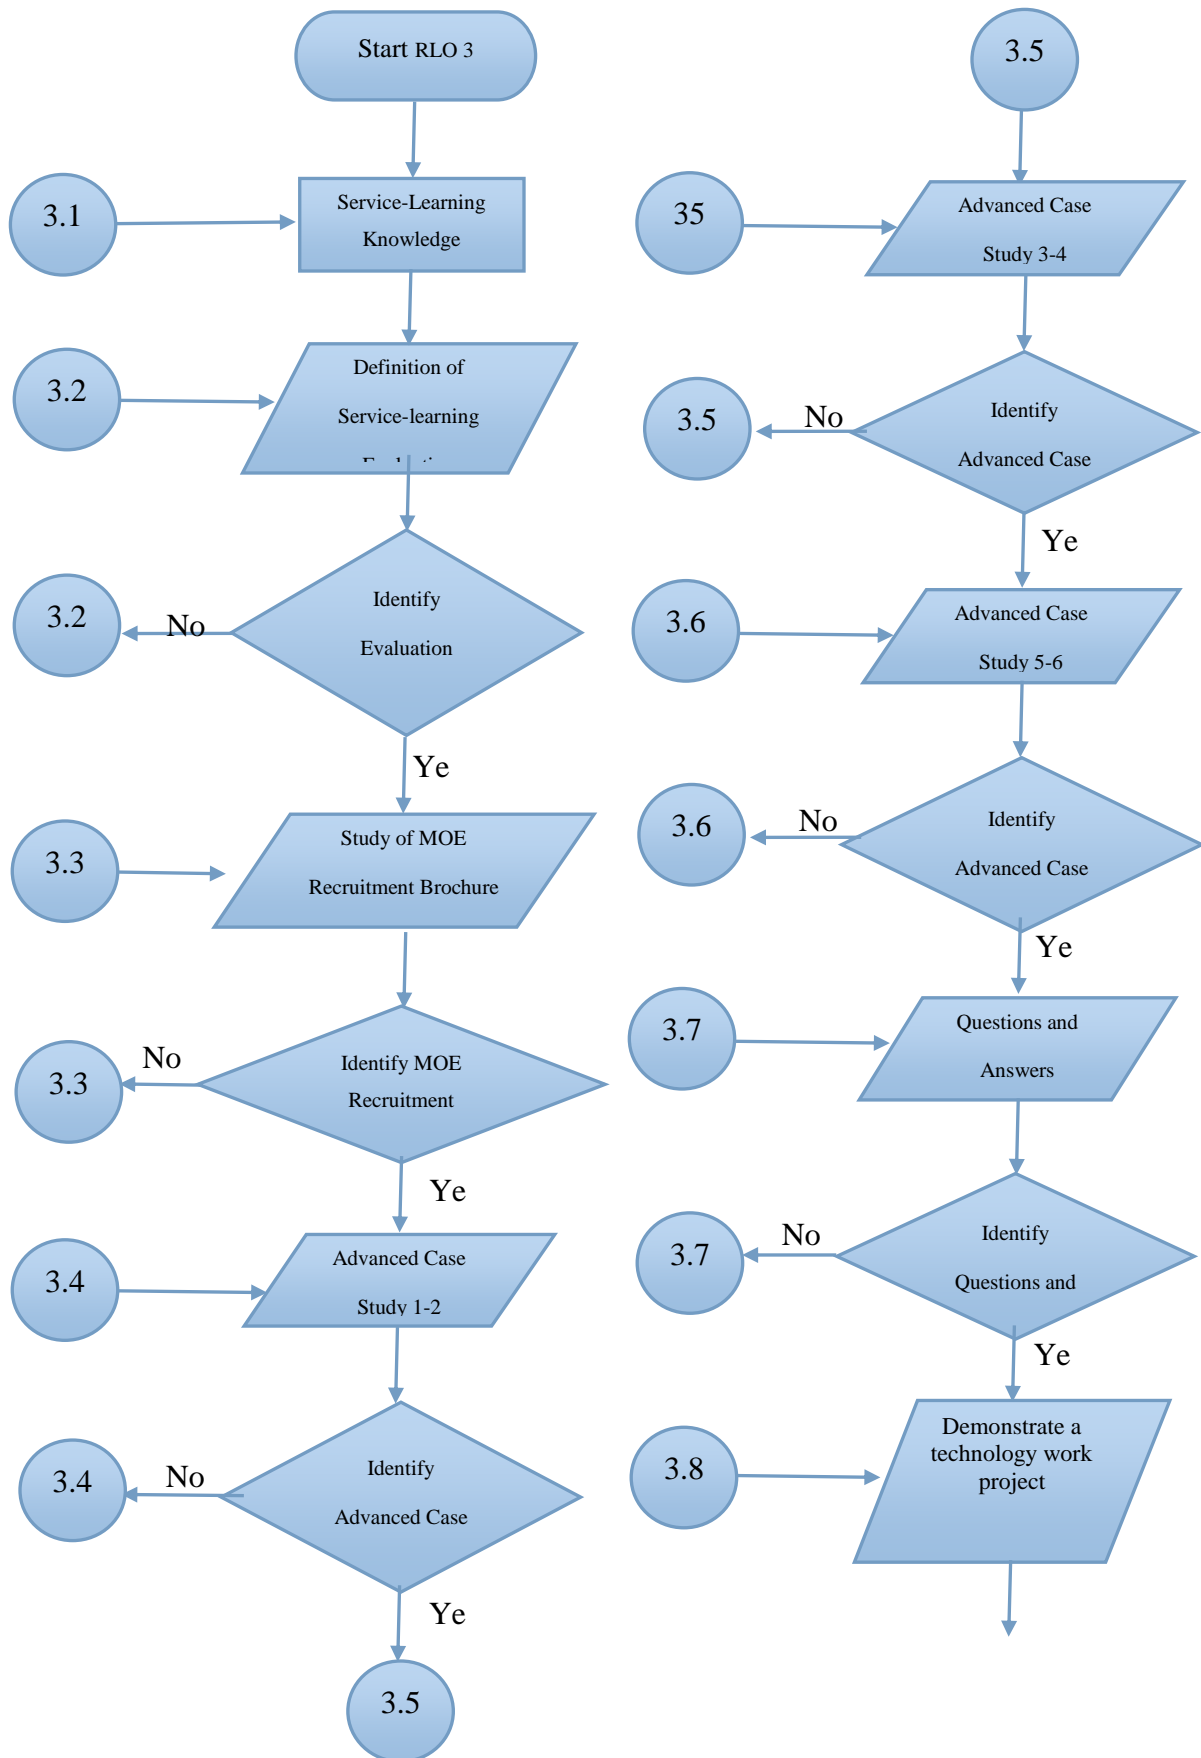 Start RLO 3
3.1
Service-Learning
Knowledge
3.2
Definition of
Service-learning
3.2
No
Identify
Evaluation
Ye
3.3
Study of MOE
Recruitment Brochure
3.3
No
Identify MOE
Recruitment
Ye
3.4
Advanced Case
Study 1-2
3.4
No
Identify
Advanced Case
Ye
3.5
3.5
35
Advanced Case
Study 3-4
3.5
No
Identify
Advanced Case
Ye
3.6
Advanced Case
Study 5-6
3.6
No
Identify
Advanced Case
Ye
3.7
Questions and
Answers
3.7
No
Identify
Questions and
Ye
3.8
Demonstrate a
technology work
project